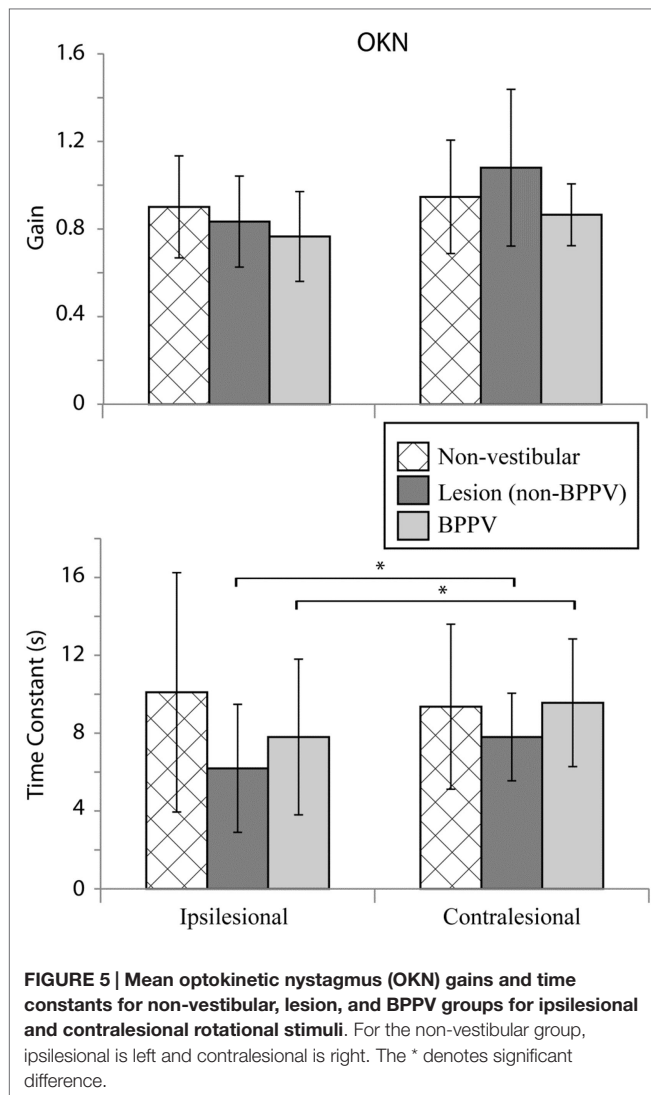 OKN
1.6
1.2
0.8
0.4
0
Gain
Non-vestibular
Lesion (non-BPPV)
BPPV
16
12
8
4
0
Time Constant (s)
*
*
Ipsilesional Contralesional
FIGURE 5 | Mean optokinetic nystagmus (OKN) gains and time
constants for non-vestibular, lesion, and BPPV groups for ipsilesional
and contralesional rotational stimuli. For the non-vestibular group,
ipsilesional is left and contralesional is right. The * denotes significant
difference.